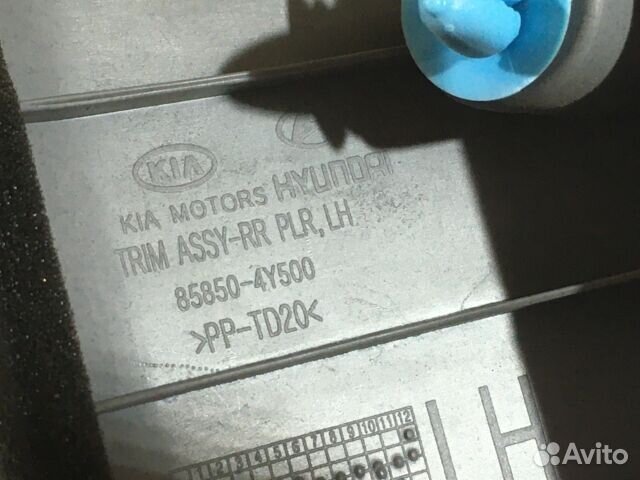 KIA
KIA MOTORS HYUNDAI
TRIM ASSY-RR PLR, LH
85850-4Y500
>PP-TD20<
1 2 3 4 5 6 7 8 9 10 11 12
LH
Avito